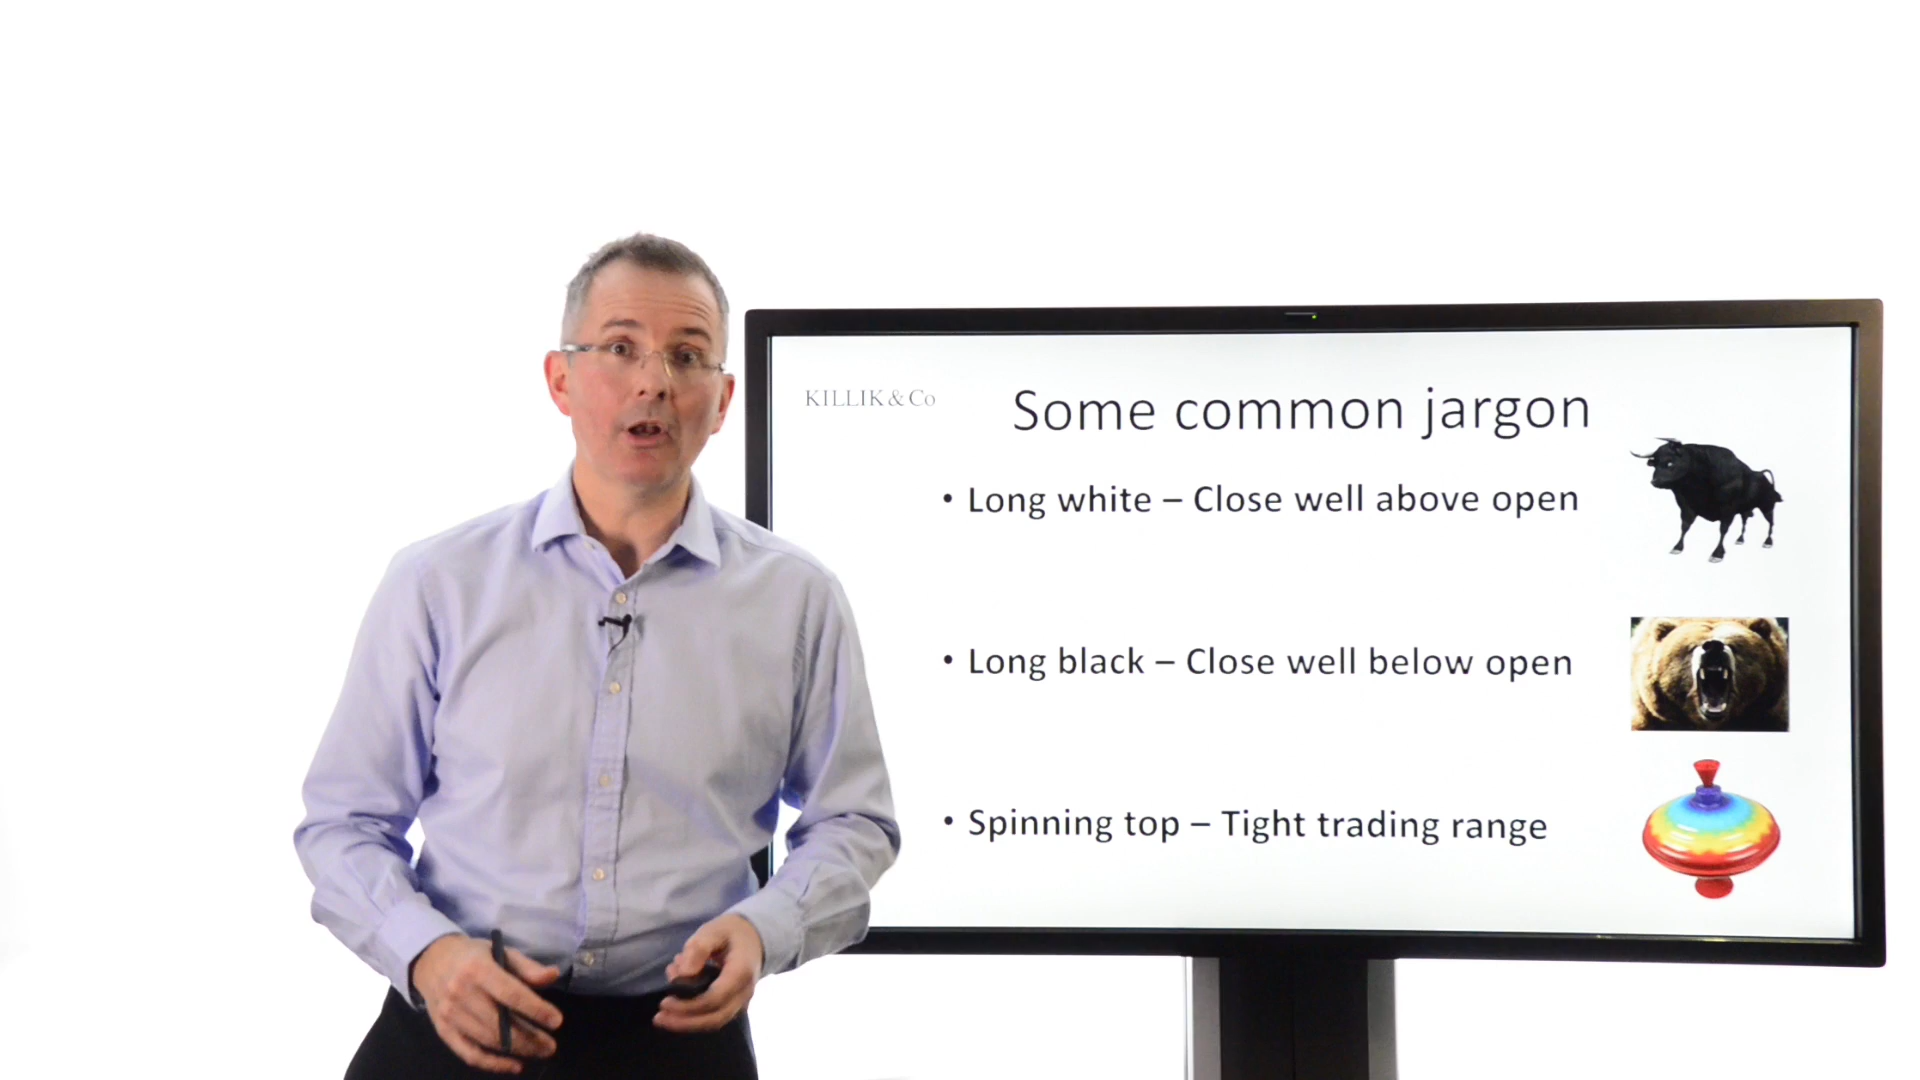 KILLIK & Co
Some common jargon
• Long white – Close well above open
• Long black – Close well below open
• Spinning top – Tight trading range